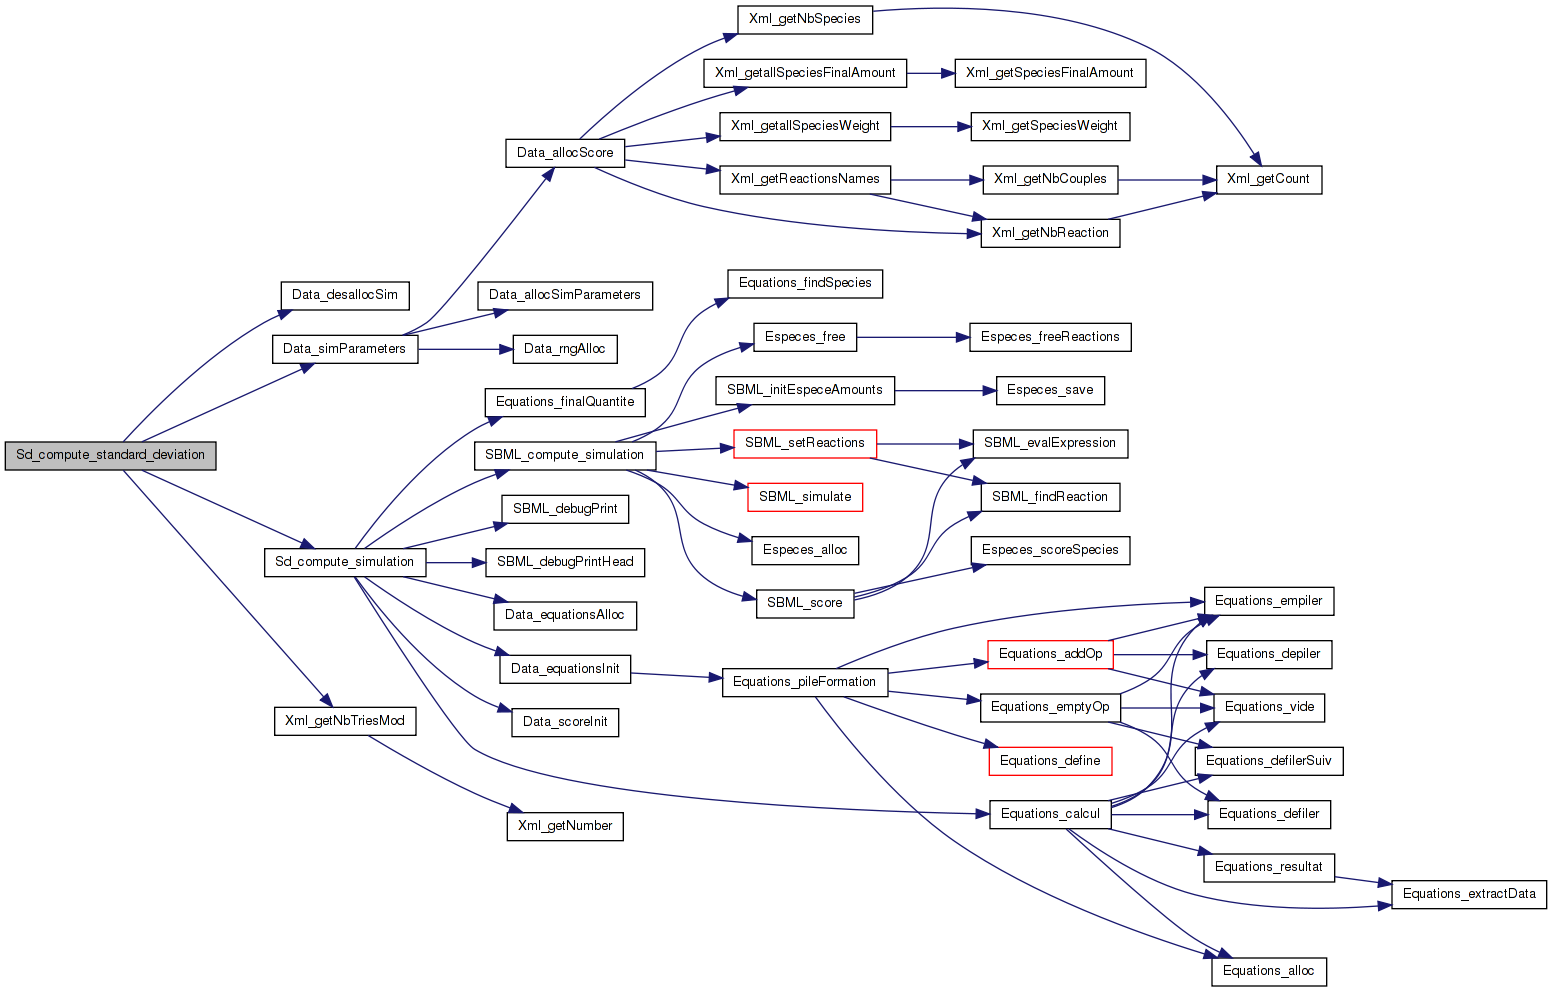 Xml_getNbSpecies
Xml_getallSpeciesFinalAmount
Xml_getSpeciesFinalAmount
Xml_getallSpeciesWeight
Xml_getSpeciesWeight
Data_allocScore
Xml_getReactionsNames
Xml_getNbCouples
Xml_getCount
Xml_getNbReaction
Equations_findSpecies
Data_desallocSim
Data_allocSimParameters
Data_simParameters
Data_rngAlloc
Especes_free
Especes_freeReactions
Equations_finalQuantite
SBML_initEspeceAmounts
Especes_save
Sd_compute_standard_deviation
SBML_compute_simulation
SBML_setReactions
SBML_evalExpression
SBML_debugPrint
SBML_simulate
SBML_findReaction
Sd_compute_simulation
SBML_debugPrintHead
Especes_alloc
Especes_scoreSpecies
Data_equationsAlloc
SBML_score
Equations_empiler
Data_equationsInit
Equations_pileFormation
Equations_addOp
Equations_depiler
Xml_getNbTriesMod
Data_scoreInit
Equations_emptyOp
Equations_vide
Equations_define
Equations_defilerSuiv
Xml_getNumber
Equations_calcul
Equations_defiler
Equations_resultat
Equations_extractData
Equations_alloc